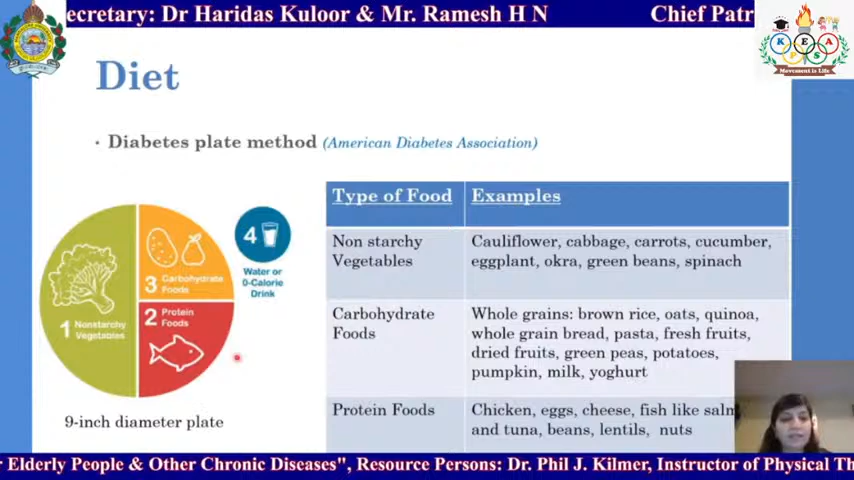 ecretary: Dr Haridas Kuloor & Mr. Ramesh H N Chief Patr
K E A
P S
Movement is Life
Diet
• Diabetes plate method (American Diabetes Association)
Type of Food Examples
Non starchy Vegetables
Cauliflower, cabbage, carrots, cucumber,
eggplant, okra, green beans, spinach
Carbohydrate Foods
Whole grains: brown rice, oats, quinoa,
whole grain bread, pasta, fresh fruits,
dried fruits, green peas, potatoes,
pumpkin, milk, yoghurt
Protein Foods
Chicken, eggs, cheese, fish like salm
and tuna, beans, lentils, nuts
1 Nonstarchy
Vegetables
3 Carbohydrate
Foods
2 Protein
Foods
4
Water or
0-Calorie
Drink
9-inch diameter plate
r Elderly People & Other Chronic Diseases", Resource Persons: Dr. Phil J. Kilmer, Instructor of Physical Th